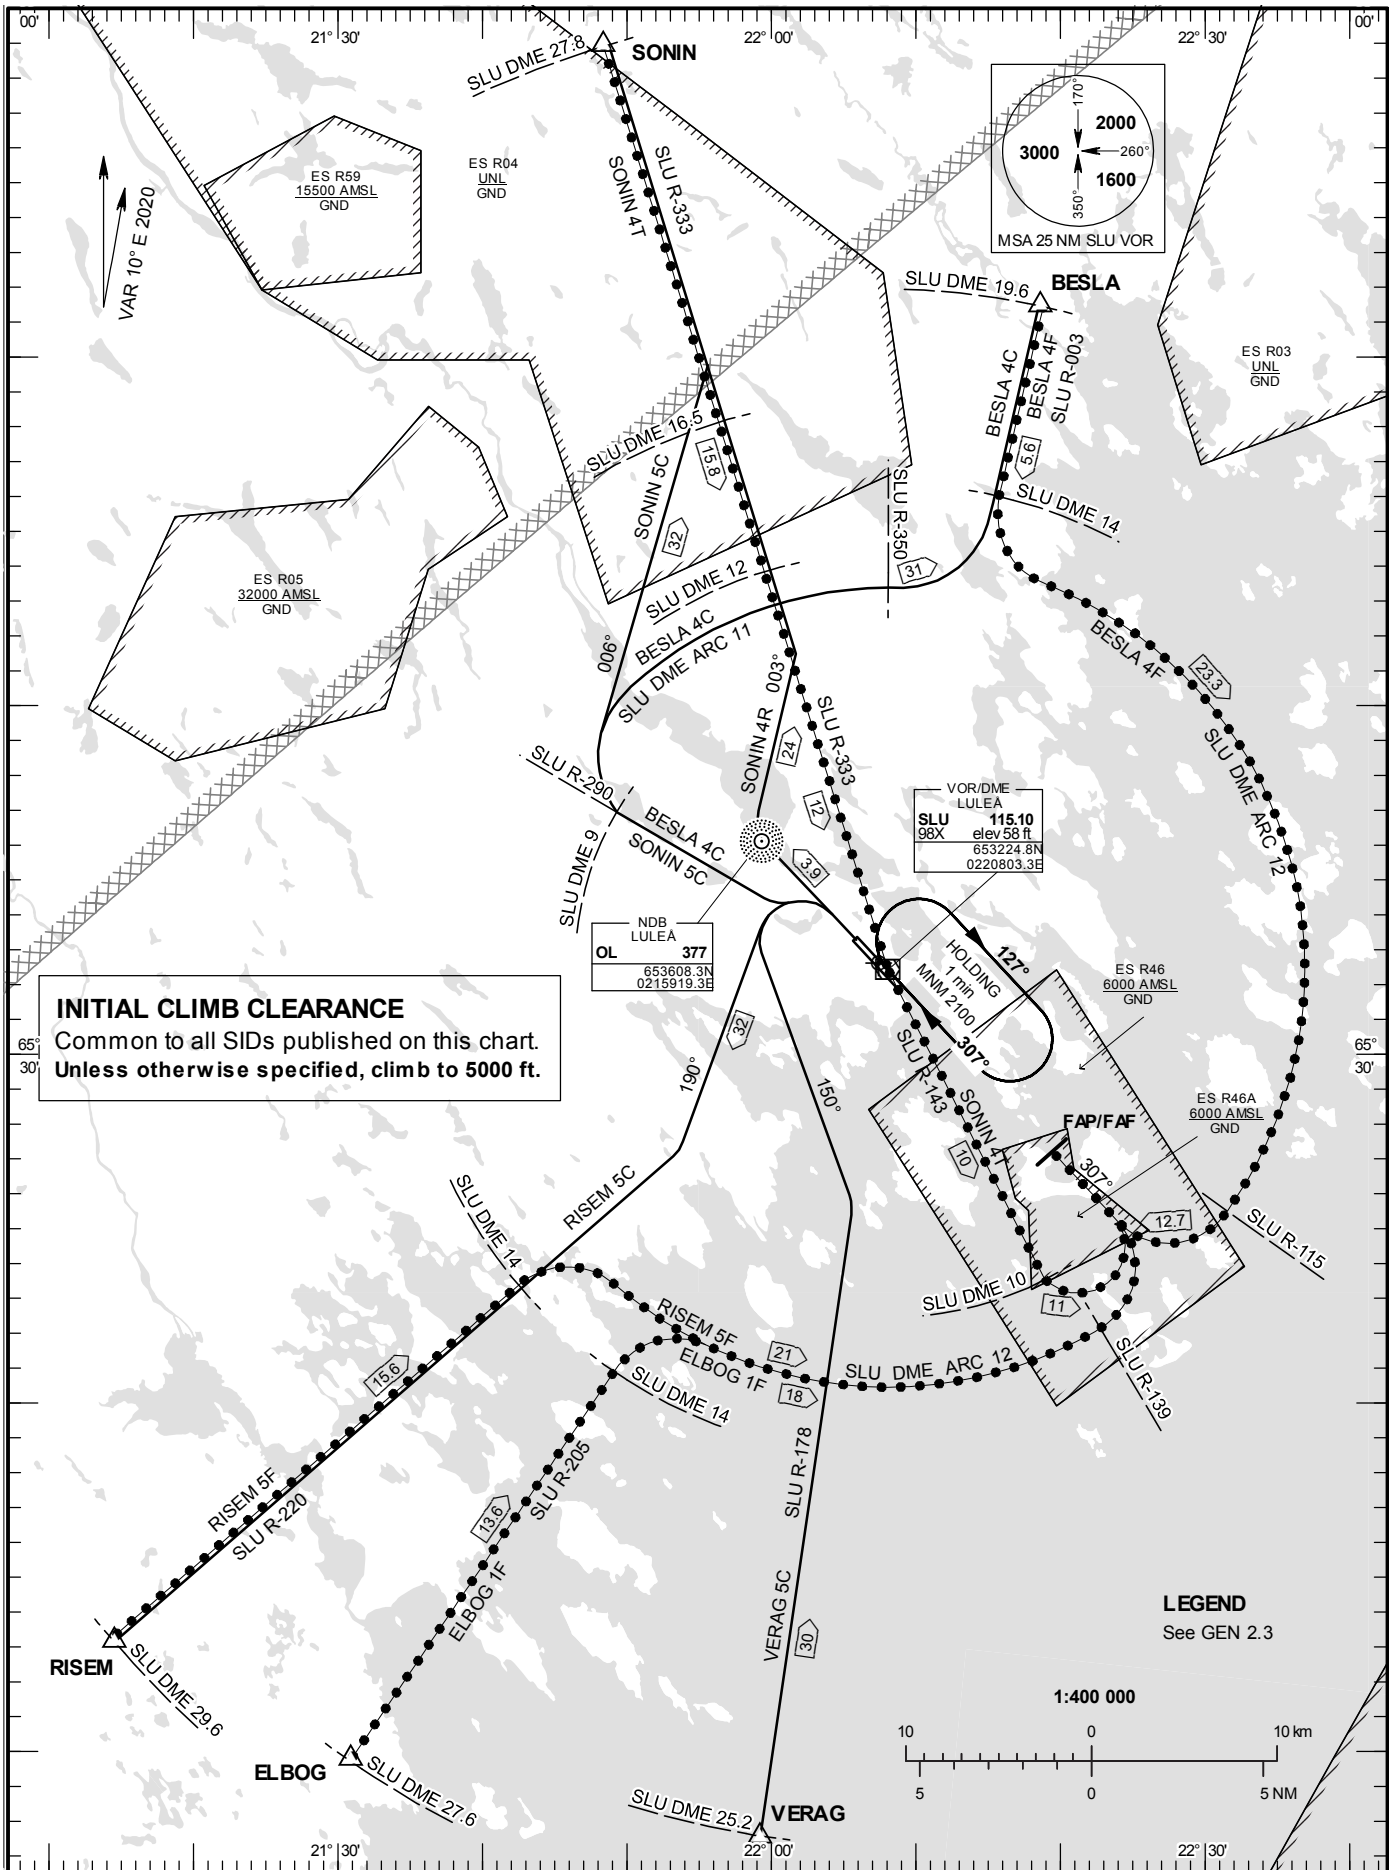 00'
21° 30'
22° 00'
22° 30'
00'
SLU DME 27.8
SONIN
170°
2000
3000
260°
1600
350°
MSA 25 NM SLU VOR
ES R59
15500 AMSL
GND
ES R04
UNL
GND
SLU R-333
SONIN 4T
VAR 10° E 2020
SLU DME 19.6
BESLA
ES R03
UNL
GND
BESLA 4C
BESLA 4F
SLU R-003
5.6
SLU DME 16.5
15.8
SONIN 5C
32
SLU R-350
SLU DME 14
ES R05
32000 AMSL
GND
SLU DME 12
31
BESLA 4C
SLU DME ARC 11
006°
BESLA 4F
23.3
SLU DME ARC 12
003°
SONIN 4R
24
SLU R-333
12
SLU R-290
BESLA 4C
SONIN 5C
SLU DME 9
3.9
VOR/DME
LULEÅ
SLU 115.10
98X elev 58 ft
653224.8N
0220803.3E
NDB
LULEÅ
OL 377
653608.3N
0215919.3E
127°
HOLDING
1 min
MNM 2100
307°
ES R46
6000 AMSL
GND
INITIAL CLIMB CLEARANCE
Common to all SIDs published on this chart.
Unless otherwise specified, climb to 5000 ft.
65°
30'
65°
30'
32
190°
150°
SLU R-143
SONIN 4T
10
ES R46A
6000 AMSL
GND
FAP/FAF
307°
12.7
SLU R-115
SLU DME 14
RISEM 5C
SLU DME 10
11
RISEM 5F
ELBOG 1F
21
18
SLU DME ARC 12
SLU R-139
15.6
SLU DME 14
RISEM 5F
SLU R-220
SLU R-205
13.6
ELBOG 1F
SLU R-178
VERAG 5C
30
LEGEND
See GEN 2.3
RISEM
SLU DME 29.6
1:400 000
10 0 10 km
5 0 5 NM
ELBOG
SLU DME 27.6
SLU DME 25.2
VERAG
21° 30'
22° 00'
22° 30'